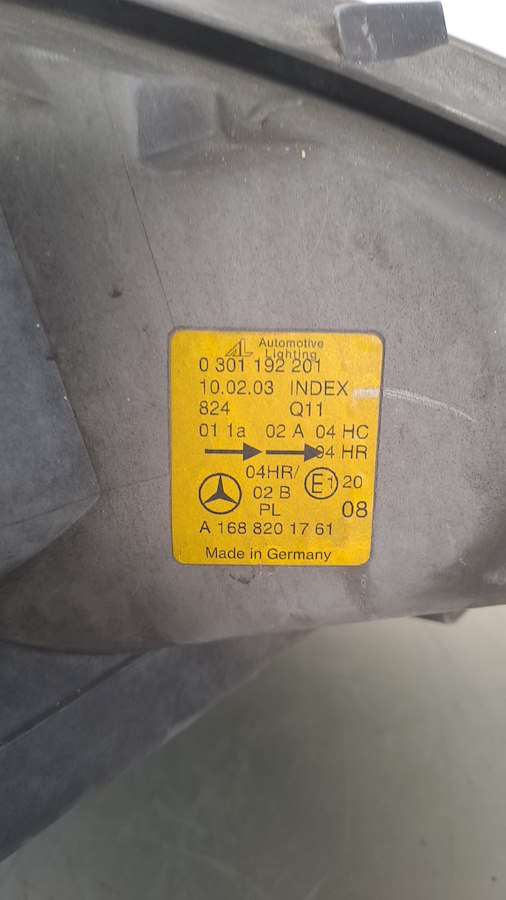 AL Automotive Lighting
0 301 192 201
10.02.03 INDEX
824 Q11
01 1a 02 A 04 HC
04 HR
04HR/
02 B
E1 20
PL 08
A 168 820 17 61
Made in Germany